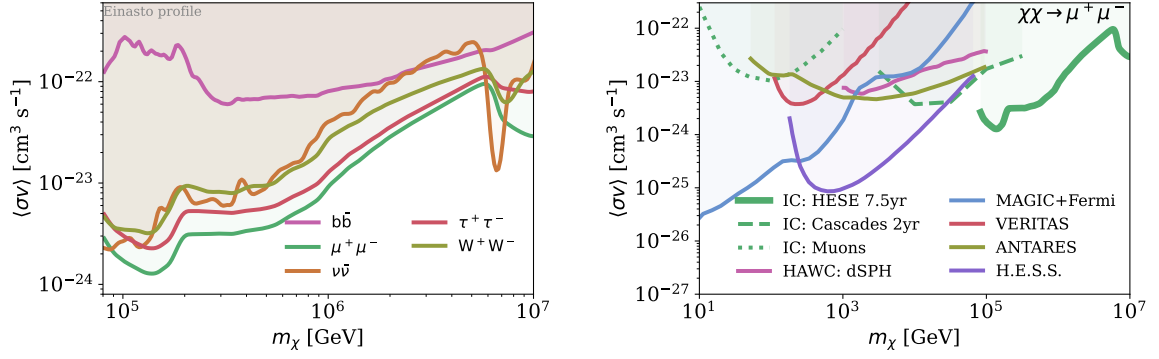 Einasto profile
10⁻²²
10⁻²³
10⁻²⁴
⟨σv⟩ [cm³ s⁻¹]
bb̄
μ⁺μ⁻
νν̄
τ⁺τ⁻
W⁺W⁻
10⁵
10⁶
10⁷
mχ [GeV]
χχ → μ⁺μ⁻
10⁻²²
10⁻²³
10⁻²⁴
10⁻²⁵
10⁻²⁶
10⁻²⁷
⟨σv⟩ [cm³ s⁻¹]
IC: HESE 7.5yr
IC: Cascades 2yr
IC: Muons
HAWC: dSPH
MAGIC+Fermi
VERITAS
ANTARES
H.E.S.S.
10¹
10³
10⁵
10⁷
mχ [GeV]